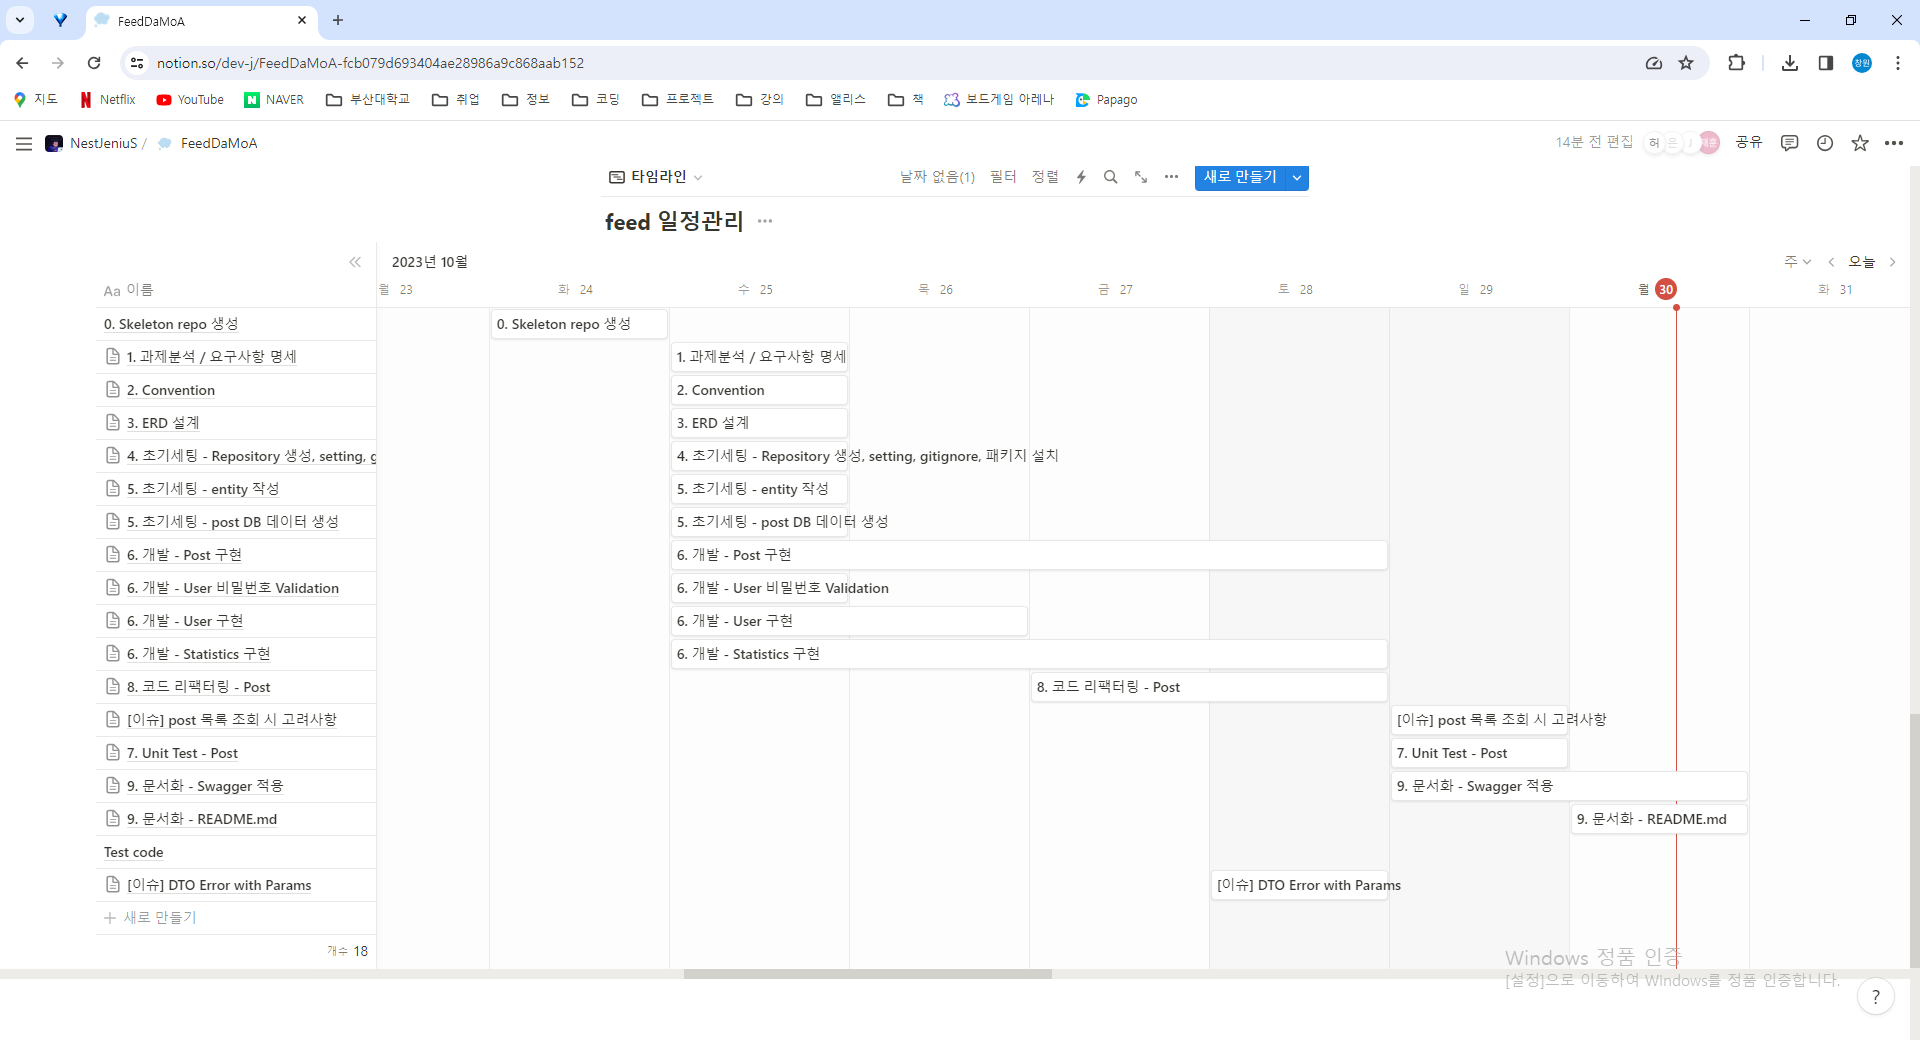 FeedDaMoA
notion.so/dev-j/FeedDaMoA-fcb079d693404ae28986a9c868aab152
창원
지도 Netflix YouTube NAVER 부산대학교 취업 정보 코딩 프로젝트 강의 앨리스 책 보드게임 아레나 Papago
NestJeniuS / FeedDaMoA
14분 전 편집 허 은 J 공유
타임라인 날짜 없음(1) 필터 정렬 새로 만들기
feed 일정관리
2023년 10월 주 오늘
Aa 이름 월 23 화 24 수 25 목 26 금 27 토 28 일 29 월 30 화 31
0. Skeleton repo 생성 0. Skeleton repo 생성
1. 과제분석 / 요구사항 명세 1. 과제분석 / 요구사항 명세
2. Convention 2. Convention
3. ERD 설계 3. ERD 설계
4. 초기세팅 - Repository 생성, setting, g 4. 초기세팅 - Repository 생성, setting, gitignore, 패키지 설치
5. 초기세팅 - entity 작성 5. 초기세팅 - entity 작성
5. 초기세팅 - post DB 데이터 생성 5. 초기세팅 - post DB 데이터 생성
6. 개발 - Post 구현 6. 개발 - Post 구현
6. 개발 - User 비밀번호 Validation 6. 개발 - User 비밀번호 Validation
6. 개발 - User 구현 6. 개발 - User 구현
6. 개발 - Statistics 구현 6. 개발 - Statistics 구현
8. 코드 리팩터링 - Post 8. 코드 리팩터링 - Post
[이슈] post 목록 조회 시 고려사항 [이슈] post 목록 조회 시 고려사항
7. Unit Test - Post 7. Unit Test - Post
9. 문서화 - Swagger 적용 9. 문서화 - Swagger 적용
9. 문서화 - README.md 9. 문서화 - README.md
Test code
[이슈] DTO Error with Params [이슈] DTO Error with Params
새로 만들기
개수 18
Windows 정품 인증
[설정]으로 이동하여 Windows를 정품 인증합니다.
?